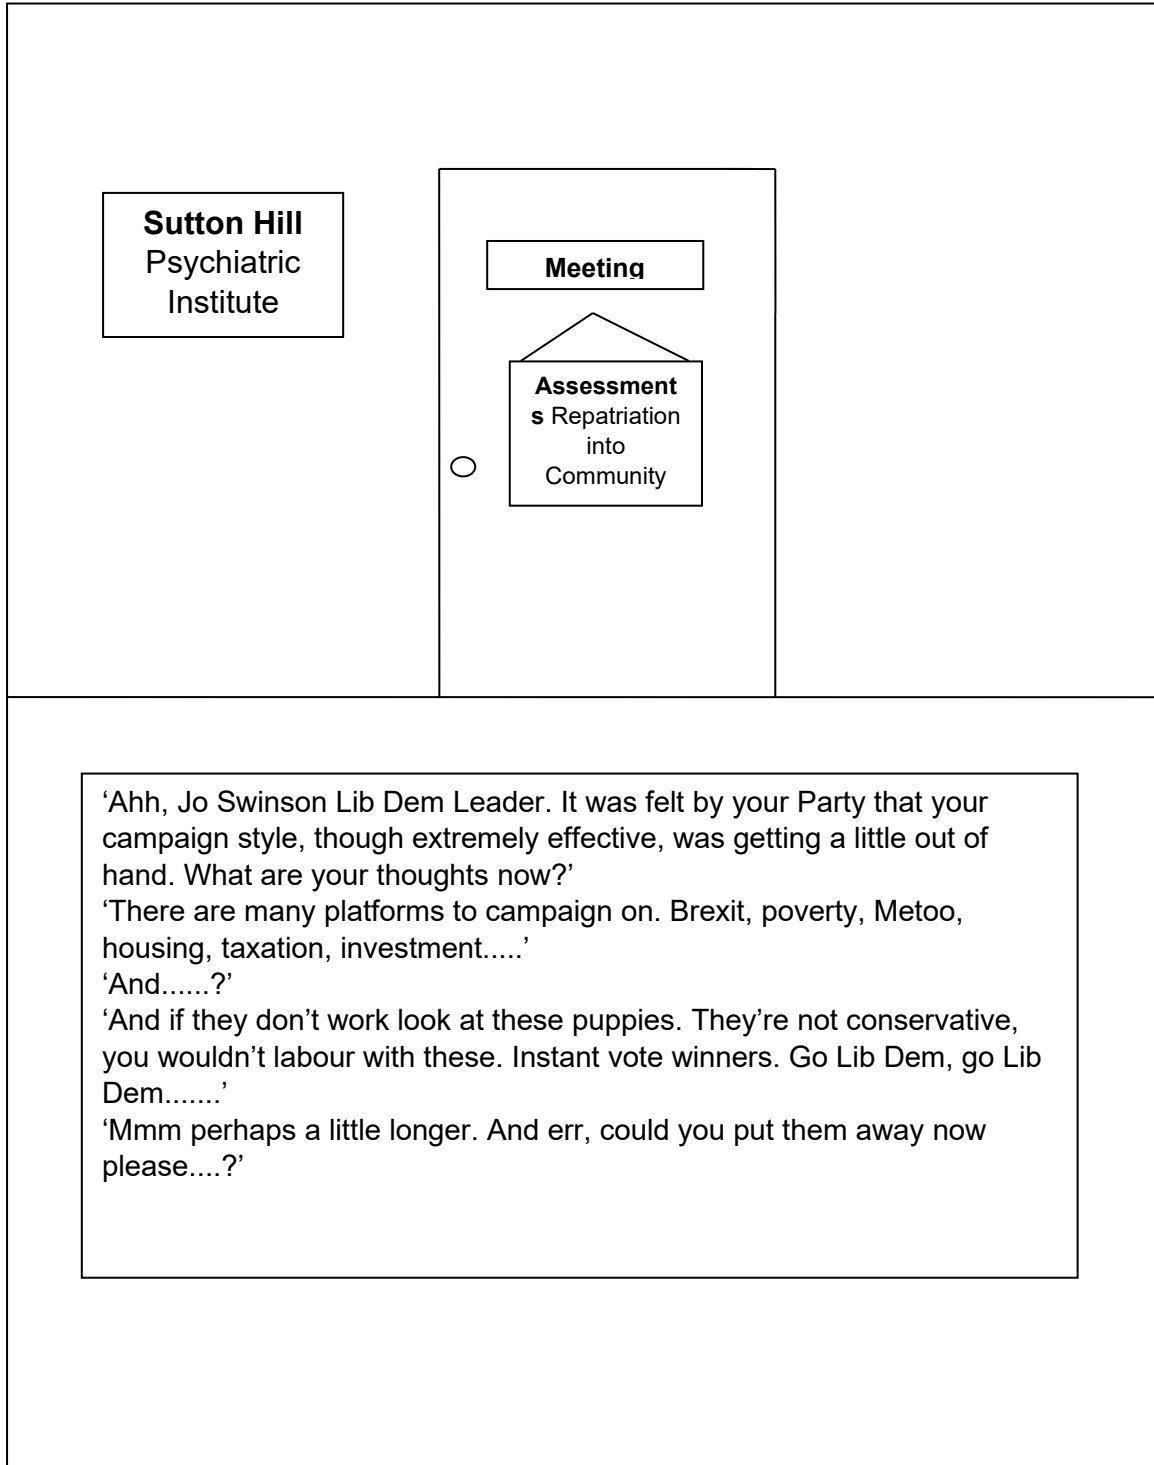 Sutton Hill
Psychiatric
Institute
Meeting
Assessment
s Repatriation
into
Community
‘Ahh, Jo Swinson Lib Dem Leader. It was felt by your Party that your
campaign style, though extremely effective, was getting a little out of
hand. What are your thoughts now?’
‘There are many platforms to campaign on. Brexit, poverty, Metoo,
housing, taxation, investment.....’
‘And......?’
‘And if they don’t work look at these puppies. They’re not conservative,
you wouldn’t labour with these. Instant vote winners. Go Lib Dem, go Lib
Dem.......’
‘Mmm perhaps a little longer. And err, could you put them away now
please....?’